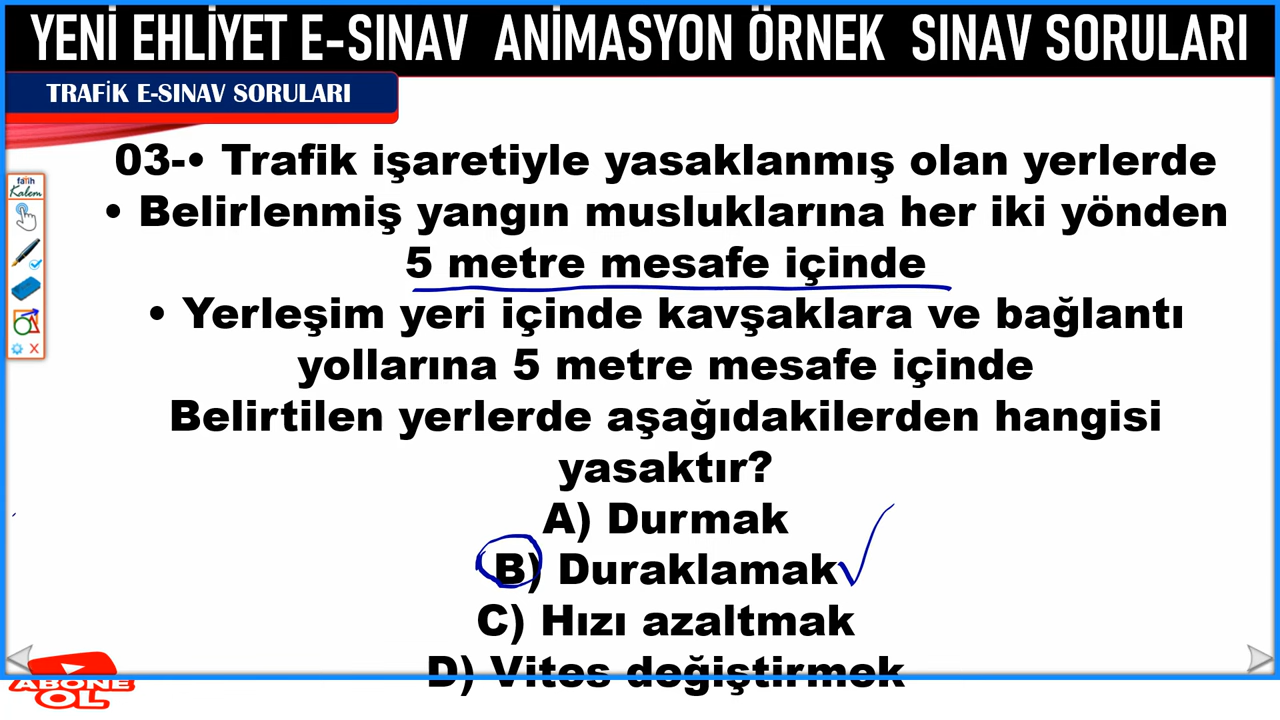 YENİ EHLİYET E-SINAV ANİMASYON ÖRNEK SINAV SORULARI
TRAFİK E-SINAV SORULARI
fatih
Kalem
03-• Trafik işaretiyle yasaklanmış olan yerlerde
• Belirlenmiş yangın musluklarına her iki yönden
5 metre mesafe içinde
• Yerleşim yeri içinde kavşaklara ve bağlantı
yollarına 5 metre mesafe içinde
Belirtilen yerlerde aşağıdakilerden hangisi
yasaktır?
A) Durmak
B) Duraklamak
C) Hızı azaltmak
D) Vites değiştirmek
ABONE
OL